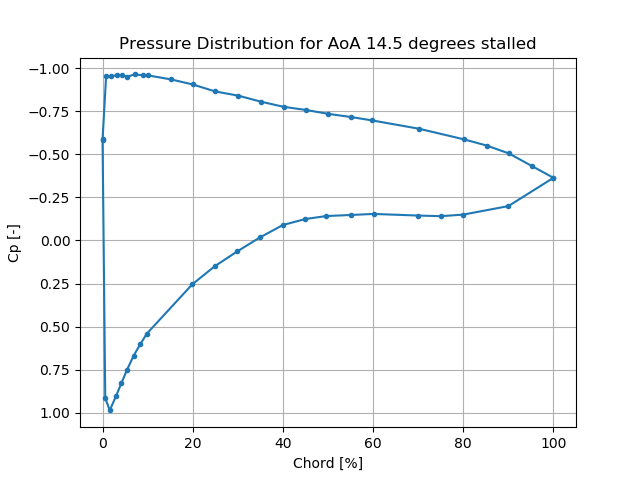 Pressure Distribution for AoA 14.5 degrees stalled
−1.00
−0.75
−0.50
−0.25
0.00
0.25
0.50
0.75
1.00
Cp [-]
0 20 40 60 80 100
Chord [%]